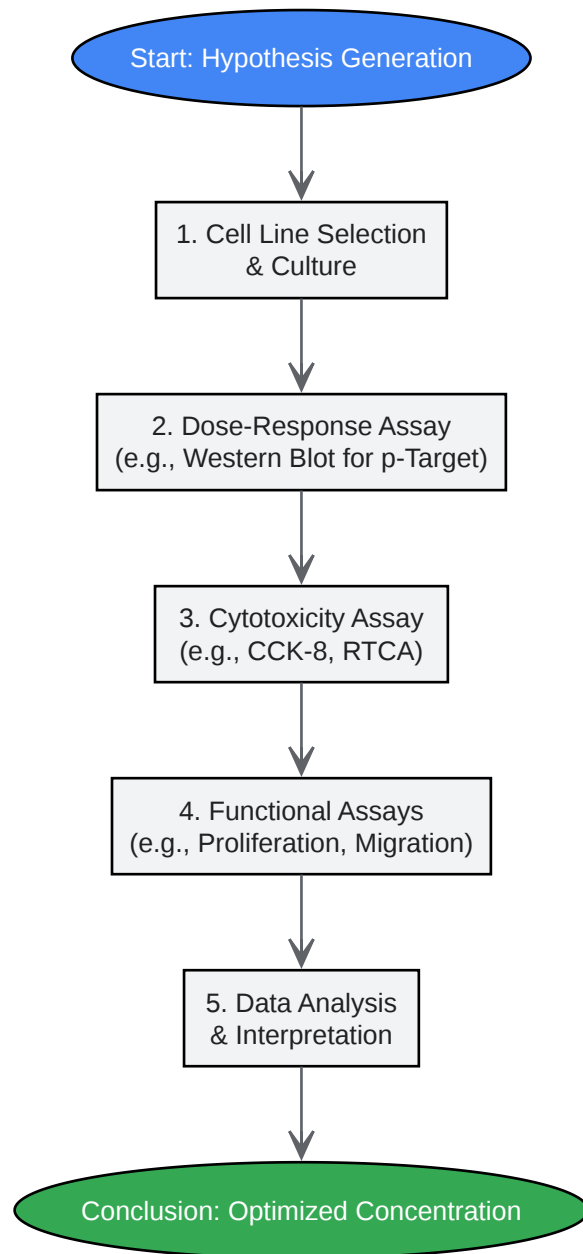 Start: Hypothesis Generation
1. Cell Line Selection
& Culture
2. Dose-Response Assay
(e.g., Western Blot for p-Target)
3. Cytotoxicity Assay
(e.g., CCK-8, RTCA)
4. Functional Assays
(e.g., Proliferation, Migration)
5. Data Analysis
& Interpretation
Conclusion: Optimized Concentration